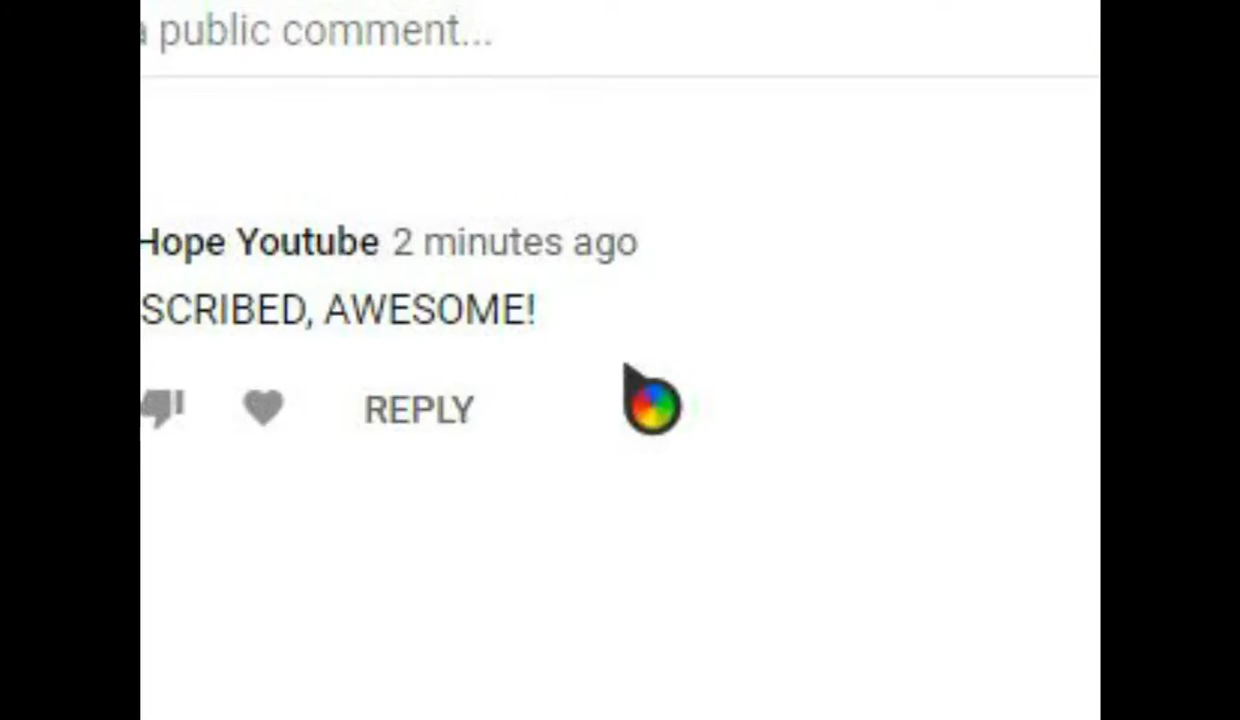 a public comment...
Hope Youtube 2 minutes ago
SCRIBED, AWESOME!
REPLY